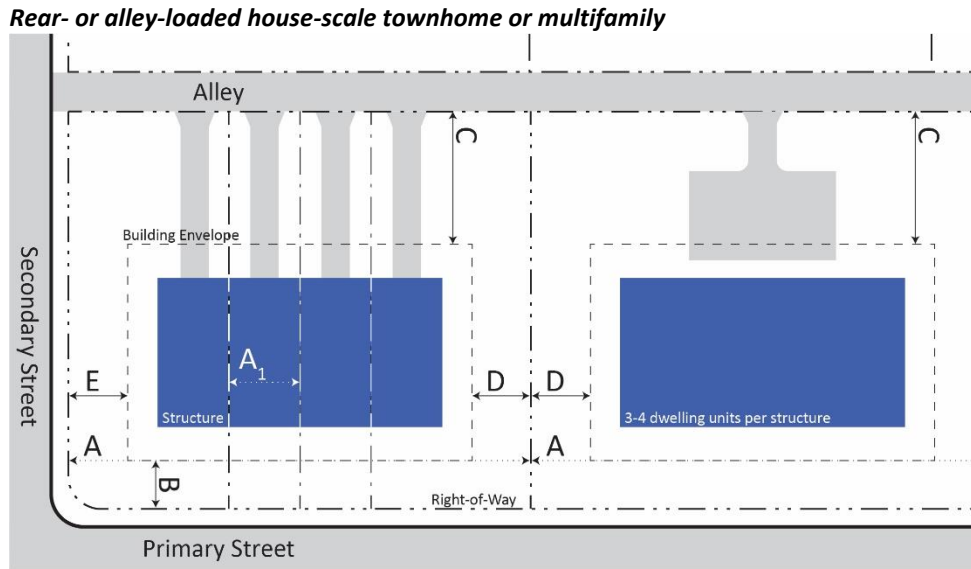 Rear- or alley-loaded house-scale townhome or multifamily
Alley
C
C
Building Envelope
Secondary Street
A1
E
D
D
Structure
3-4 dwelling units per structure
A
A
B
Right-of-Way
Primary Street